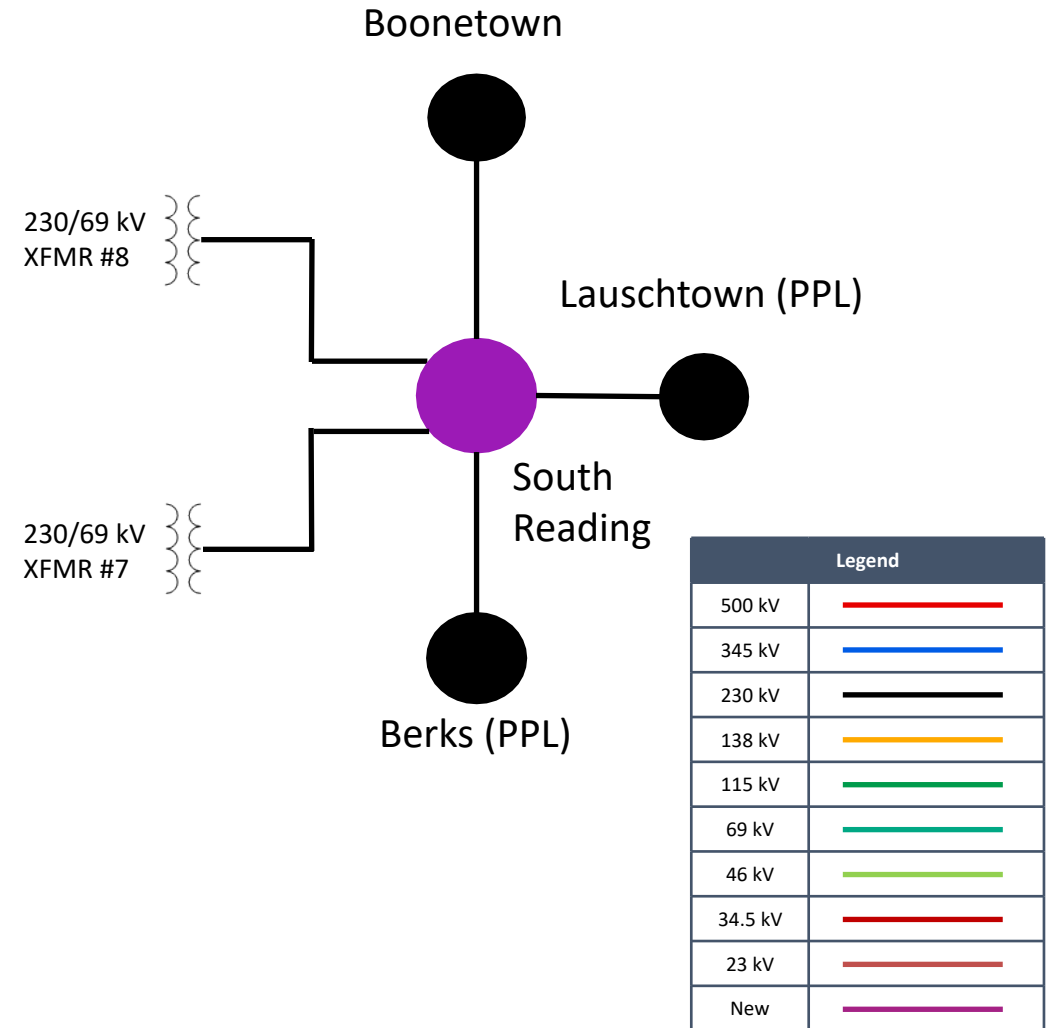 Boonetown
230/69 kV
XFMR #8
Lauschtown (PPL)
South
Reading
230/69 kV
XFMR #7
Berks (PPL)
Legend
500 kV
345 kV
230 kV
138 kV
115 kV
69 kV
46 kV
34.5 kV
23 kV
New